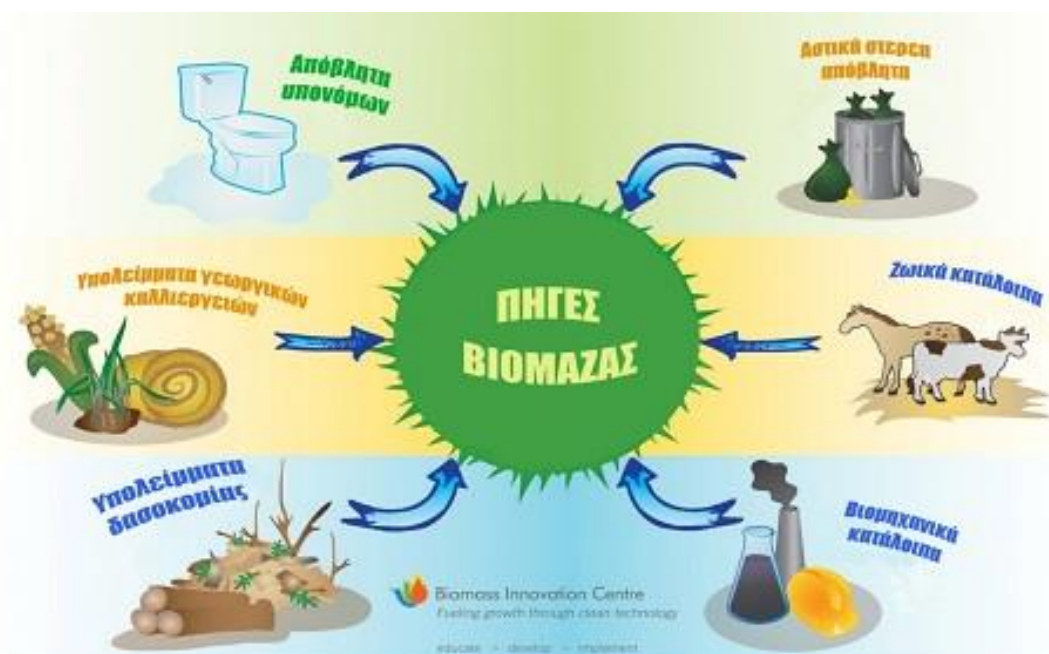 Απόβλητα
υπονόμων
Αστικά στερεη
απόβλητα
Υπολείμματα γεωργικών
καλλιεργειών
ΠΗΓΕΣ
ΒΙΟΜΑΖΑΣ
Ζωικά κατάλοιπα
Υπολείμματα
δασοκομίας
Βιομηχανικά
κατάλοιπα
Biomass Innovation Centre
Fueling growth through clean technology
educate - develop - implement